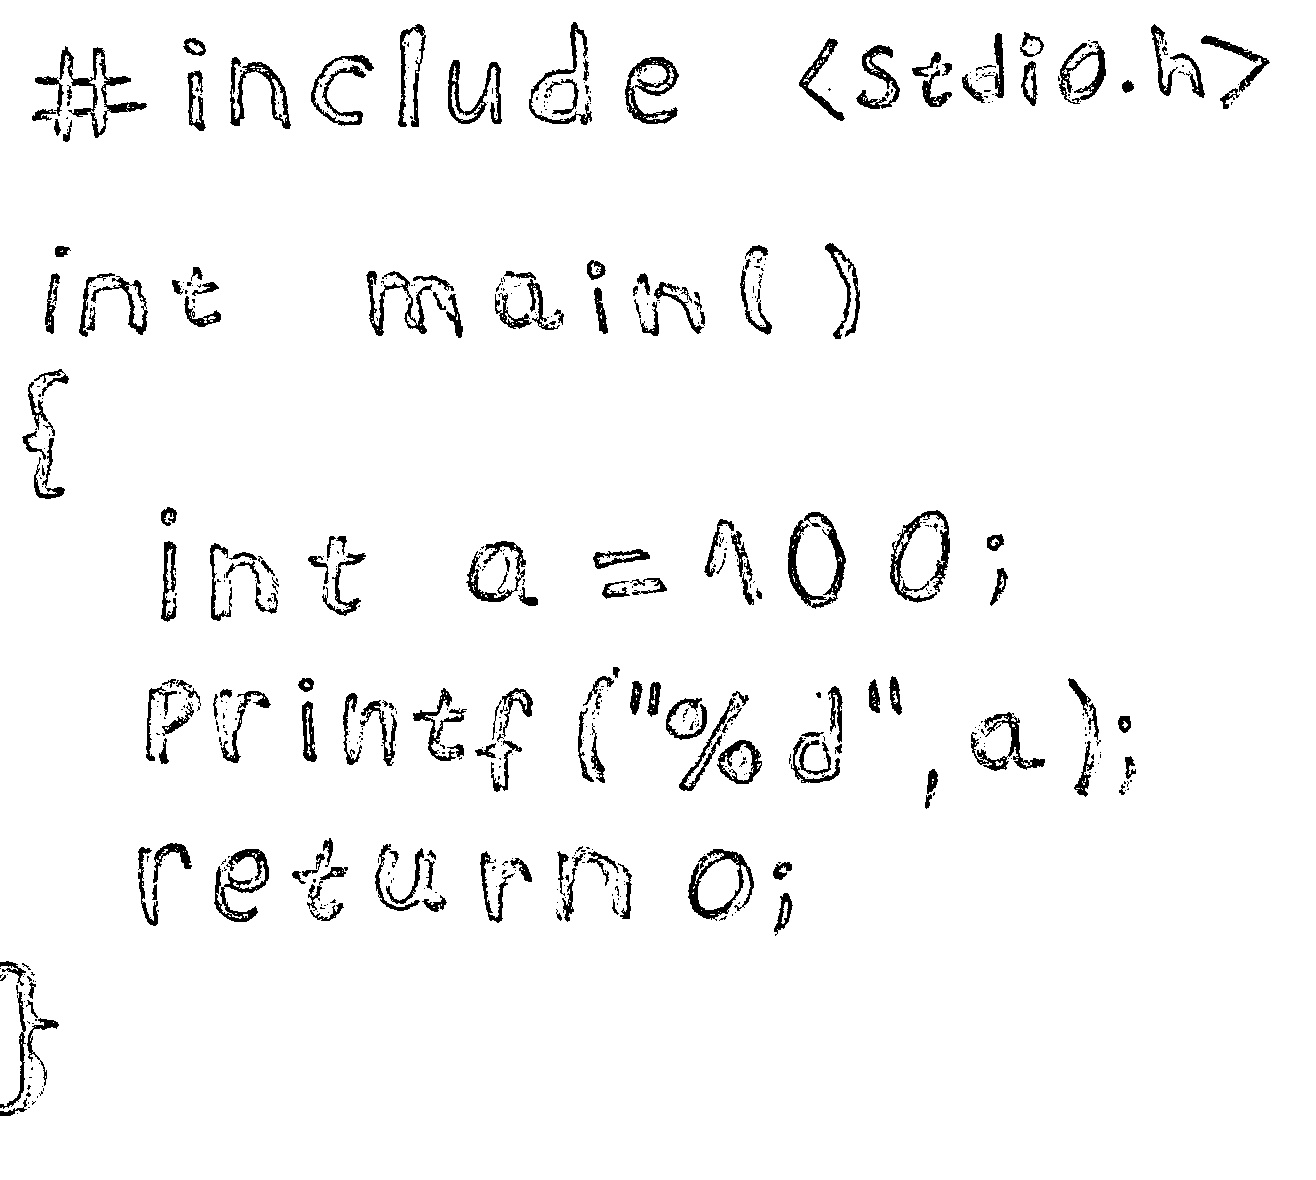 #include <stdio.h>
int main()
{
int a=100;
printf("%d",a);
return 0;
}